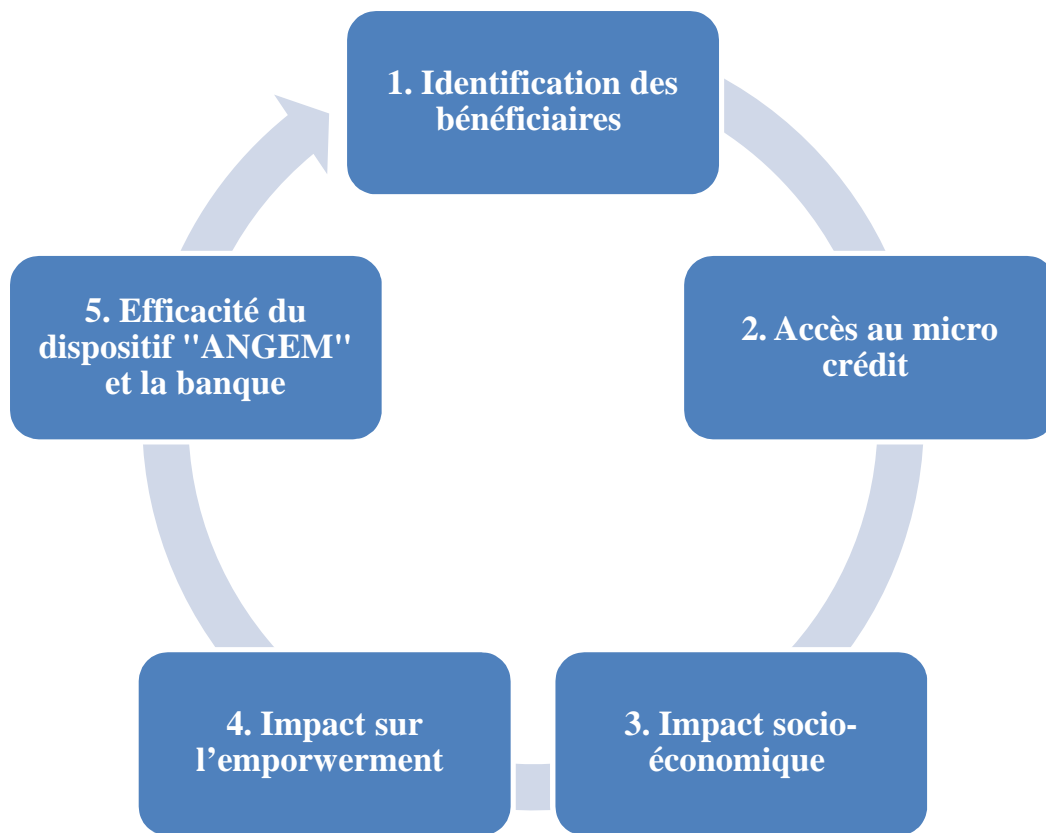 1. Identification des
bénéficiaires
2. Accès au micro
crédit
3. Impact socio-
économique
4. Impact sur
l’emporwerment
5. Efficacité du
dispositif "ANGEM"
et la banque